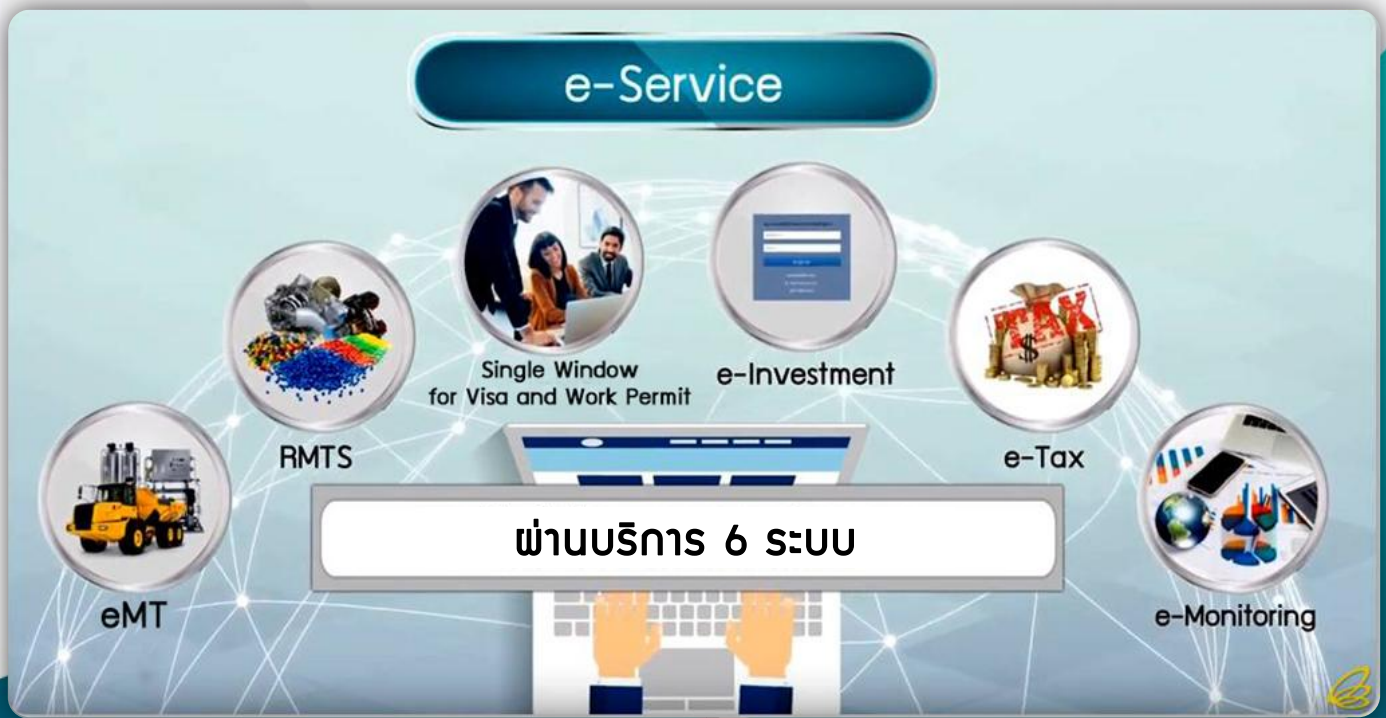 e-Service
Single Window
for Visa and Work Permit
e-Investment
RMTS
e-Tax
TAX
$
ผ่านบริการ 6 ระบบ
eMT
e-Monitoring